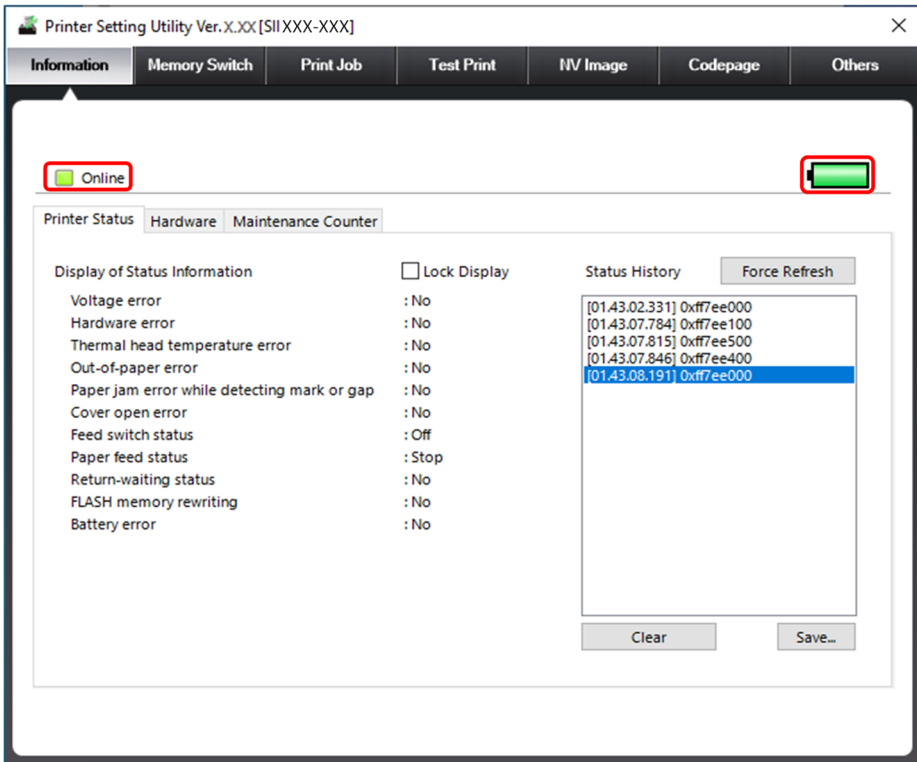 Printer Setting Utility Ver. X.XX [SII XXX-XXX]
Information Memory Switch Print Job Test Print NV Image Codepage Others
Online
Printer Status Hardware Maintenance Counter
Display of Status Information Lock Display Status History Force Refresh
Voltage error : No
Hardware error : No
Thermal head temperature error : No
Out-of-paper error : No
Paper jam error while detecting mark or gap : No
Cover open error : No
Feed switch status : Off
Paper feed status : Stop
Return-waiting status : No
FLASH memory rewriting : No
Battery error : No
[01.43.02.331] 0xff7ee000
[01.43.07.784] 0xff7ee100
[01.43.07.815] 0xff7ee500
[01.43.07.846] 0xff7ee400
[01.43.08.191] 0xff7ee000
Clear Save...